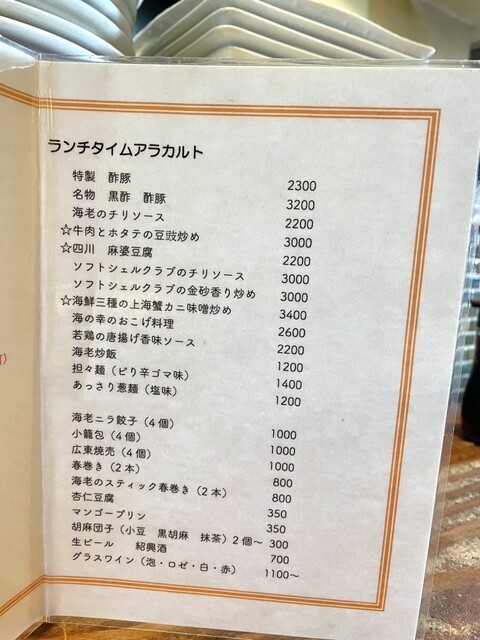 ランチタイムアラカルト
特製　酢豚 2300
名物　黒酢　酢豚 3200
海老のチリソース 2200
☆牛肉とホタテの豆豉炒め 3000
☆四川　麻婆豆腐 2200
ソフトシェルクラブのチリソース 3000
ソフトシェルクラブの金砂香り炒め 3000
☆海鮮三種の上海蟹カニ味噌炒め 3400
海の幸のおこげ料理 2600
若鶏の唐揚げ香味ソース 2200
海老炒飯 1200
担々麺（ピリ辛ゴマ味） 1400
あっさり葱麺（塩味） 1200
海老ニラ餃子（４個） 1000
小籠包（４個） 1000
広東焼売（４個） 1000
春巻き（２本） 800
海老のスティック春巻き（２本） 800
杏仁豆腐 350
マンゴープリン 350
胡麻団子（小豆　黒胡麻　抹茶）２個～ 300
生ビール　　紹興酒 700
グラスワイン（泡・ロゼ・白・赤） 1100～